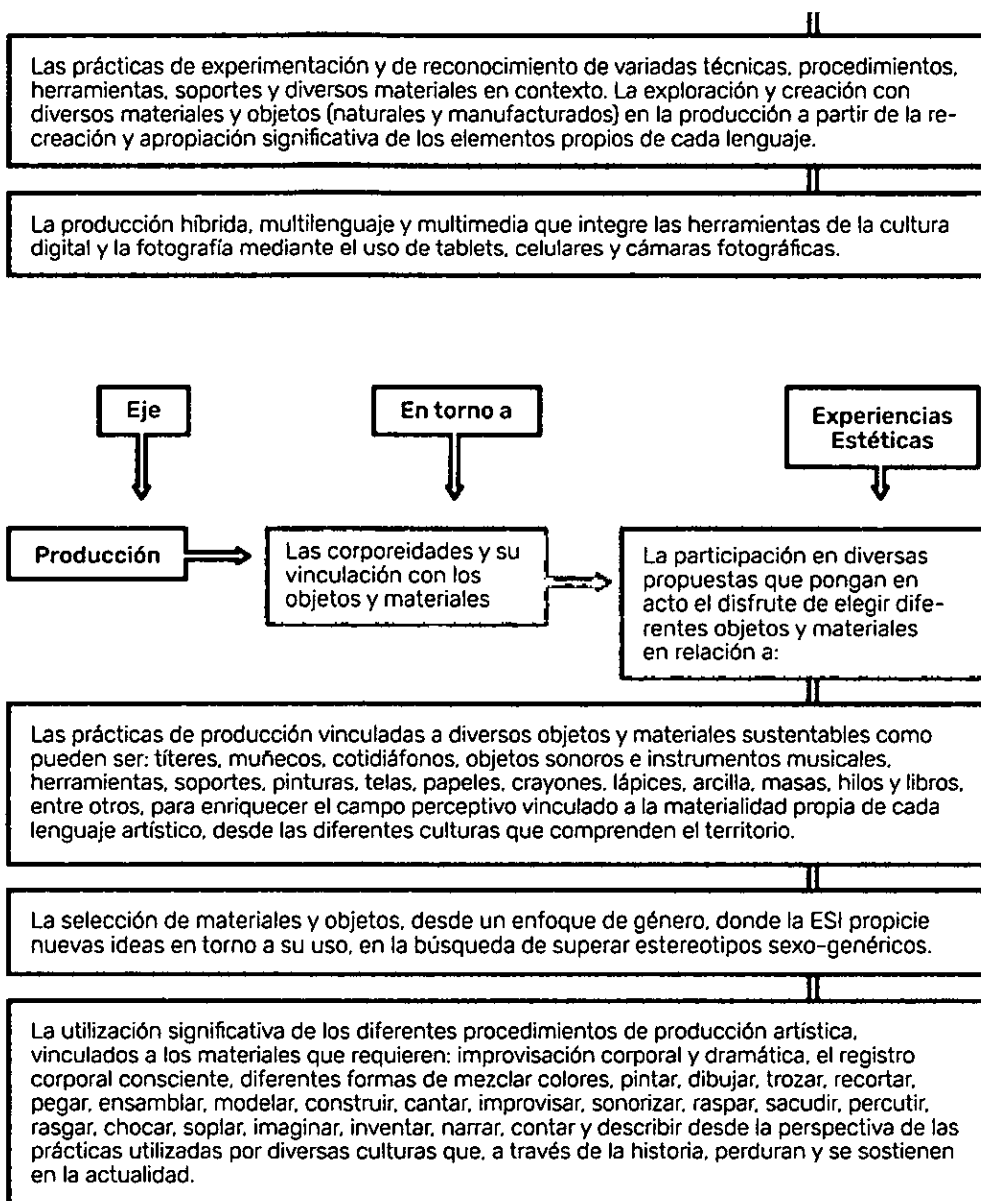 Las prácticas de experimentación y de reconocimiento de variadas técnicas, procedimientos,
herramientas, soportes y diversos materiales en contexto. La exploración y creación con
diversos materiales y objetos (naturales y manufacturados) en la producción a partir de la re-
creación y apropiación significativa de los elementos propios de cada lenguaje.
La producción híbrida, multilenguaje y multimedia que integre las herramientas de la cultura
digital y la fotografía mediante el uso de tablets, celulares y cámaras fotográficas.
Eje
En torno a
Experiencias
Estéticas
Producción
Las corporeidades y su
vinculación con los
objetos y materiales
La participación en diversas
propuestas que pongan en
acto el disfrute de elegir dife-
rentes objetos y materiales
en relación a:
Las prácticas de producción vinculadas a diversos objetos y materiales sustentables como
pueden ser: títeres, muñecos, cotidiáfonos, objetos sonoros e instrumentos musicales,
herramientas, soportes, pinturas, telas, papeles, crayones, lápices, arcilla, masas, hilos y libros,
entre otros, para enriquecer el campo perceptivo vinculado a la materialidad propia de cada
lenguaje artístico, desde las diferentes culturas que comprenden el territorio.
La selección de materiales y objetos, desde un enfoque de género, donde la ESI propicie
nuevas ideas en torno a su uso, en la búsqueda de superar estereotipos sexo-genéricos.
La utilización significativa de los diferentes procedimientos de producción artística,
vinculados a los materiales que requieren: improvisación corporal y dramática, el registro
corporal consciente, diferentes formas de mezclar colores, pintar, dibujar, trozar, recortar,
pegar, ensamblar, modelar, construir, cantar, improvisar, sonorizar, raspar, sacudir, percutir,
rasgar, chocar, soplar, imaginar, inventar, narrar, contar y describir desde la perspectiva de las
prácticas utilizadas por diversas culturas que, a través de la historia, perduran y se sostienen
en la actualidad.